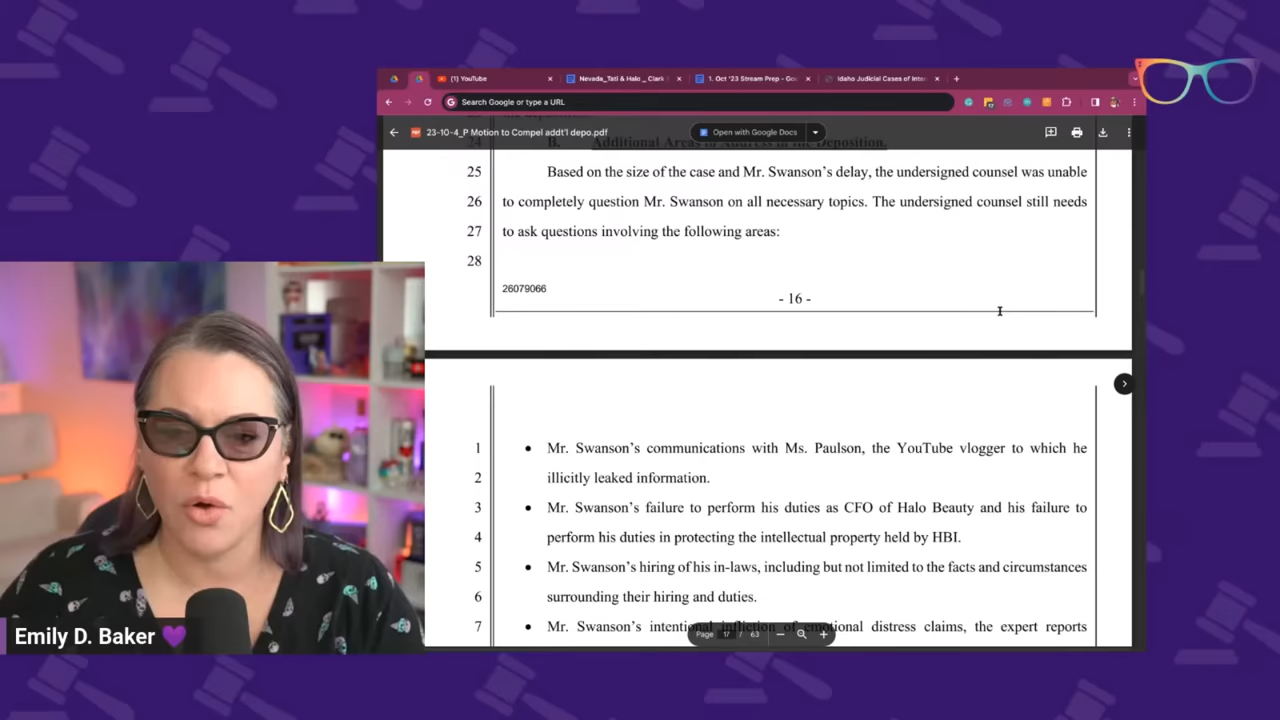 (1) YouTube
Nevada_Tati & Halo _ Clark
1. Oct '23 Stream Prep - Goo
Idaho Judicial Cases of Inter
Search Google or type a URL
23-10-4_P Motion to Compel addt'l depo.pdf
Open with Google Docs
24 B. Additional Areas to Address in the Deposition.
25 Based on the size of the case and Mr. Swanson's delay, the undersigned counsel was unable
26 to completely question Mr. Swanson on all necessary topics. The undersigned counsel still needs
27 to ask questions involving the following areas:
28
26079066
- 16 -
1 • Mr. Swanson's communications with Ms. Paulson, the YouTube vlogger to which he
2 illicitly leaked information.
3 • Mr. Swanson's failure to perform his duties as CFO of Halo Beauty and his failure to
4 perform his duties in protecting the intellectual property held by HBI.
5 • Mr. Swanson's hiring of his in-laws, including but not limited to the facts and circumstances
6 surrounding their hiring and duties.
7 • Mr. Swanson's intentional infliction of emotional distress claims, the expert reports
Page 17 / 63
Emily D. Baker 💜